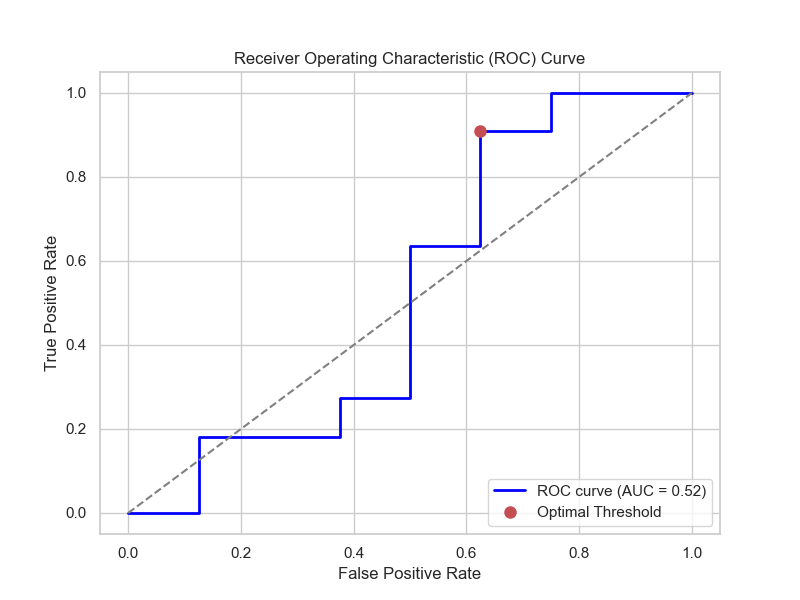 Receiver Operating Characteristic (ROC) Curve
1.0
0.8
0.6
0.4
0.2
0.0
True Positive Rate
ROC curve (AUC = 0.52)
Optimal Threshold
0.0 0.2 0.4 0.6 0.8 1.0
False Positive Rate